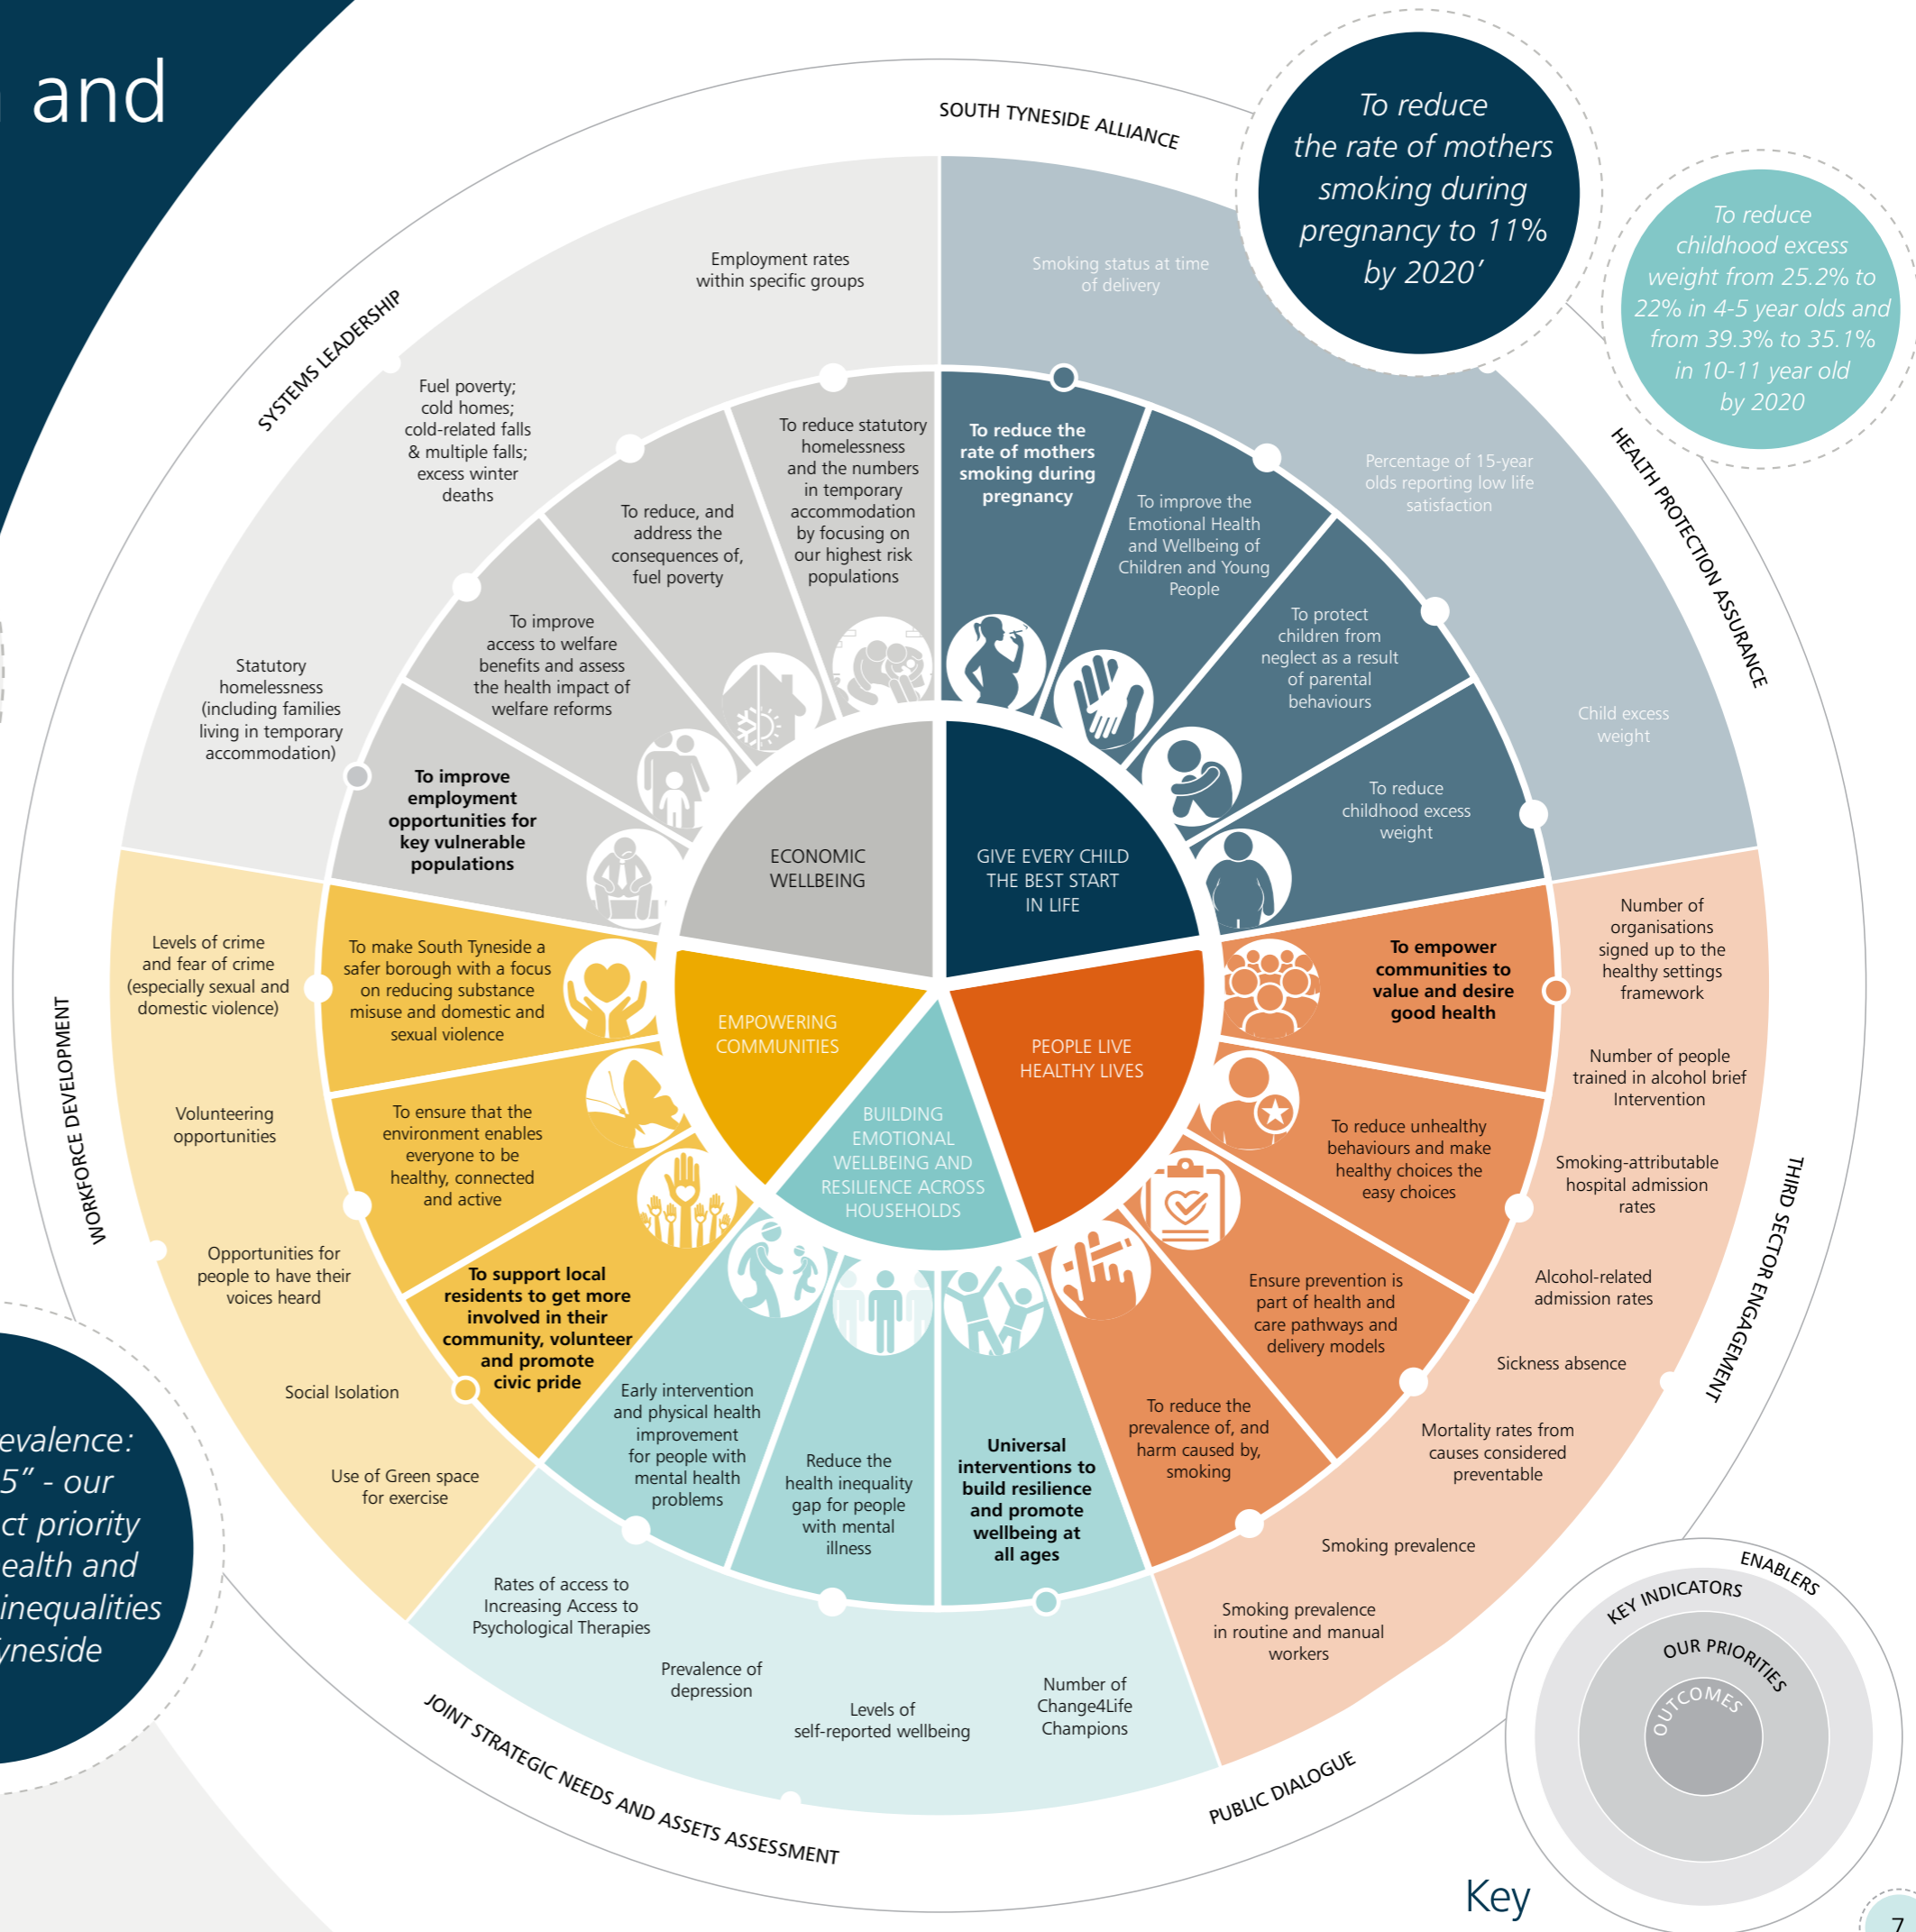 and
SOUTH TYNESIDE ALLIANCE
HEALTH PROTECTION ASSURANCE
THIRD SECTOR ENGAGEMENT
PUBLIC DIALOGUE
JOINT STRATEGIC NEEDS AND ASSETS ASSESSMENT
WORKFORCE DEVELOPMENT
SYSTEMS LEADERSHIP
To reduce
the rate of mothers
smoking during
pregnancy to 11%
by 2020’
To reduce
childhood excess
weight from 25.2% to
22% in 4-5 year olds and
from 39.3% to 35.1%
in 10-11 year old
by 2020
Employment rates
within specific groups
Fuel poverty;
cold homes;
cold-related falls
& multiple falls;
excess winter
deaths
Statutory
homelessness
(including families
living in temporary
accommodation)
To reduce statutory
homelessness
and the numbers
in temporary
accommodation
by focusing on
our highest risk
populations
To reduce, and
address the
consequences of,
fuel poverty
To improve
access to welfare
benefits and assess
the health impact of
welfare reforms
To improve
employment
opportunities for
key vulnerable
populations
ECONOMIC
WELLBEING
Smoking status at time
of delivery
Percentage of 15-year
olds reporting low life
satisfaction
Child excess
weight
To reduce the
rate of mothers
smoking during
pregnancy
To improve the
Emotional Health
and Wellbeing of
Children and Young
People
To protect
children from
neglect as a result
of parental
behaviours
To reduce
childhood excess
weight
GIVE EVERY CHILD
THE BEST START
IN LIFE
Number of
organisations
signed up to the
healthy settings
framework
Number of people
trained in alcohol brief
Intervention
Smoking-attributable
hospital admission
rates
Alcohol-related
admission rates
Sickness absence
Mortality rates from
causes considered
preventable
Smoking prevalence
Smoking prevalence
in routine and manual
workers
To empower
communities to
value and desire
good health
To reduce unhealthy
behaviours and make
healthy choices the
easy choices
Ensure prevention is
part of health and
care pathways and
delivery models
To reduce the
prevalence of, and
harm caused by,
smoking
PEOPLE LIVE
HEALTHY LIVES
BUILDING
EMOTIONAL
WELLBEING AND
RESILIENCE ACROSS
HOUSEHOLDS
Universal
interventions to
build resilience
and promote
wellbeing at
all ages
Reduce the
health inequality
gap for people
with mental
illness
Early intervention
and physical health
improvement
for people with
mental health
problems
Rates of access to
Increasing Access to
Psychological Therapies
Prevalence of
depression
Levels of
self-reported wellbeing
Number of
Change4Life
Champions
EMPOWERING
COMMUNITIES
To make South Tyneside a
safer borough with a focus
on reducing substance
misuse and domestic and
sexual violence
To ensure that the
environment enables
everyone to be
healthy, connected
and active
To support local
residents to get more
involved in their
community, volunteer
and promote
civic pride
Levels of crime
and fear of crime
(especially sexual and
domestic violence)
Volunteering
opportunities
Opportunities for
people to have their
voices heard
Social Isolation
Use of Green space
for exercise
evalence:
5” - our
ct priority
ealth and
inequalities
yneside
ENABLERS
KEY INDICATORS
OUR PRIORITIES
OUTCOMES
Key
7